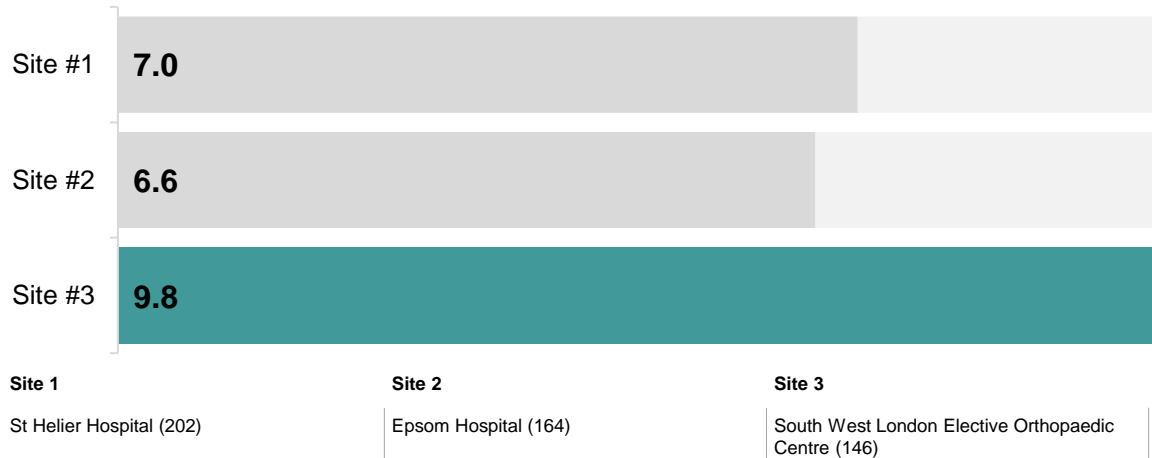 Site #1
7.0
Site #2
6.6
Site #3
9.8
Site 1
Site 2
Site 3
St Helier Hospital (202)
Epsom Hospital (164)
South West London Elective Orthopaedic
Centre (146)